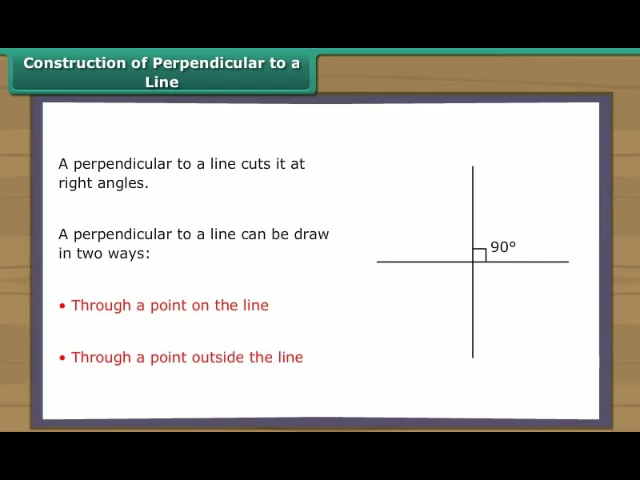 Construction of Perpendicular to a
Line
A perpendicular to a line cuts it at
right angles.
A perpendicular to a line can be draw
in two ways:
• Through a point on the line
• Through a point outside the line
90°